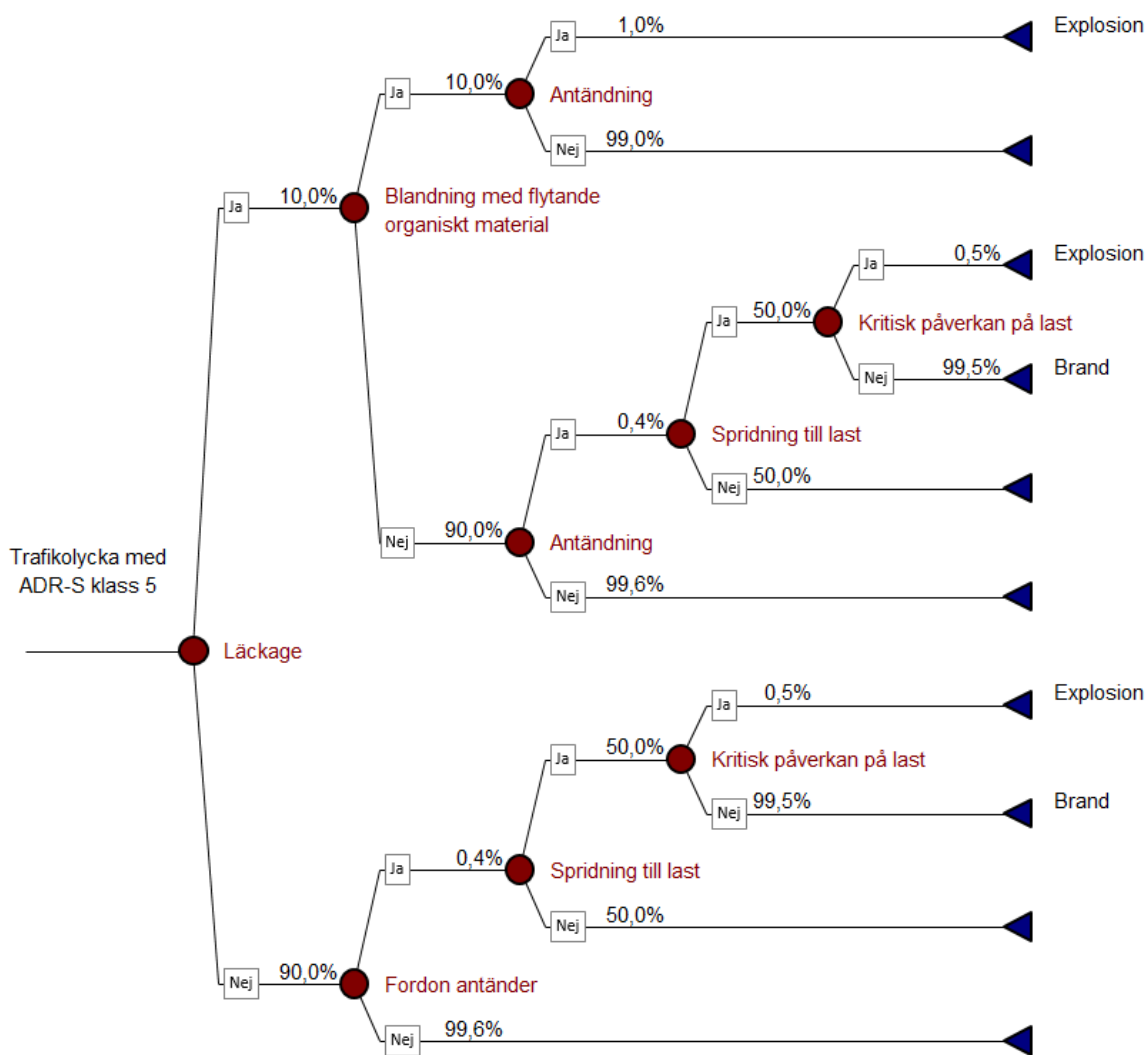 Ja 1,0% Explosion
Ja 10,0% Antändning
Nej 99,0%
Ja 10,0% Blandning med flytande
organiskt material
Ja 0,5% Explosion
Ja 50,0% Kritisk påverkan på last
Nej 99,5% Brand
Ja 0,4% Spridning till last
Nej 50,0%
Nej 90,0% Antändning
Nej 99,6%
Trafikolycka med
ADR-S klass 5
Läckage
Ja 0,5% Explosion
Ja 50,0% Kritisk påverkan på last
Nej 99,5% Brand
Ja 0,4% Spridning till last
Nej 50,0%
Nej 90,0% Fordon antänder
Nej 99,6%